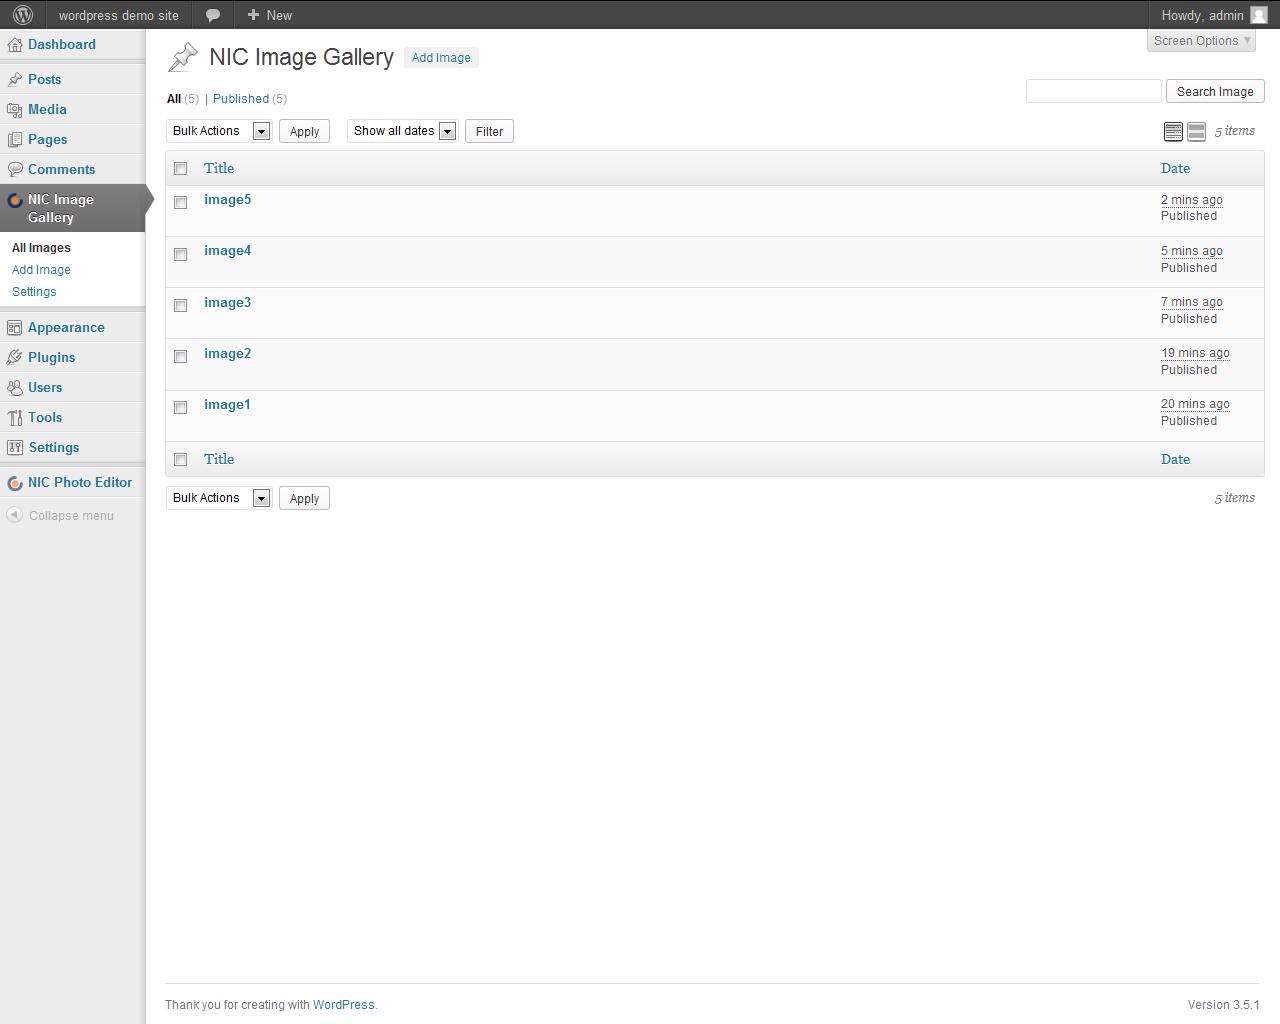 wordpress demo site
New
Howdy, admin
Screen Options
Dashboard
Posts
Media
Pages
Comments
NIC Image
Gallery
All Images
Add Image
Settings
Appearance
Plugins
Users
Tools
Settings
NIC Photo Editor
Collapse menu
NIC Image Gallery Add Image
All (5) | Published (5)
Search Image
Bulk Actions Apply Show all dates Filter 5 items
Title Date
image5 2 mins ago
Published
image4 5 mins ago
Published
image3 7 mins ago
Published
image2 19 mins ago
Published
image1 20 mins ago
Published
Title Date
Bulk Actions Apply 5 items
Thank you for creating with WordPress. Version 3.5.1